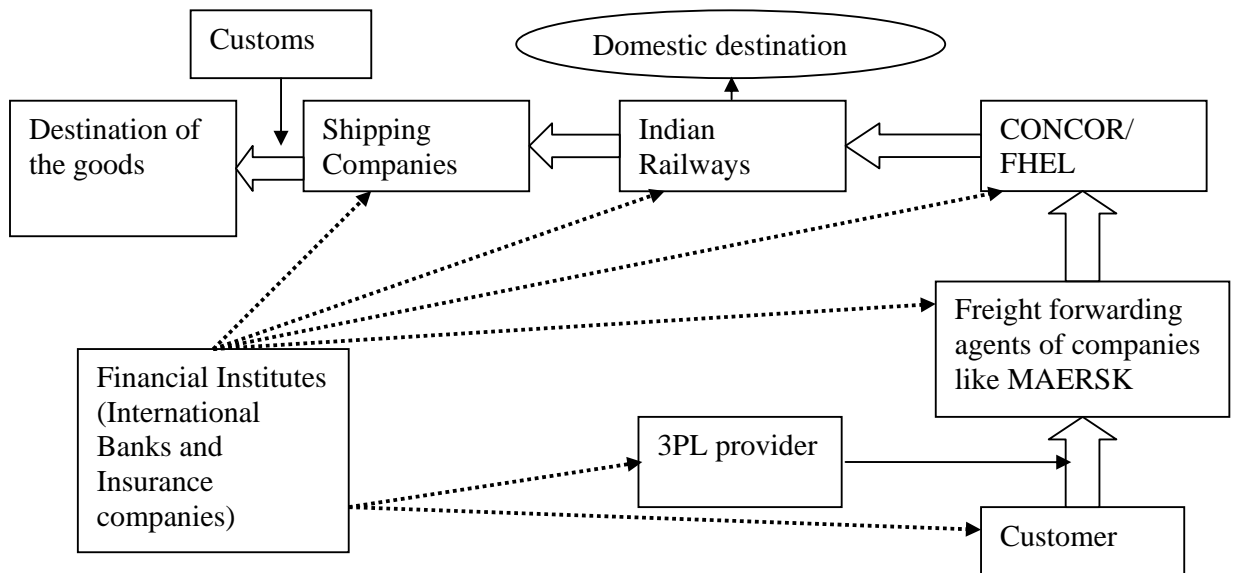 Customs
Domestic destination
Destination of
the goods
Shipping
Companies
Indian
Railways
CONCOR/
FHEL
Freight forwarding
agents of companies
like MAERSK
Financial Institutes
(International
Banks and
Insurance
companies)
3PL provider
Customer